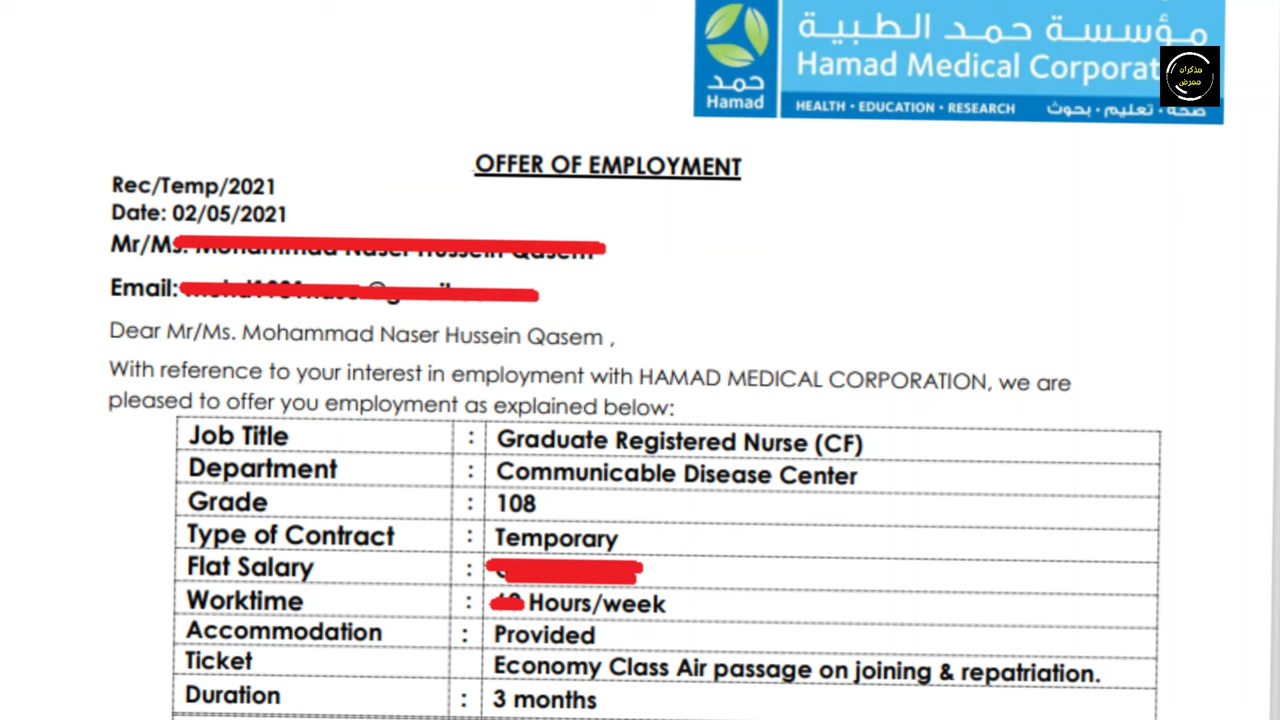 مؤسسة حمد الطبية
Hamad Medical Corporat
حمد
Hamad
HEALTH • EDUCATION • RESEARCH صحة • تعليم • بحوث
مذكرات
ممرض
OFFER OF EMPLOYMENT
Rec/Temp/2021
Date: 02/05/2021
Mr/Ms.
Email:
Dear Mr/Ms. Mohammad Naser Hussein Qasem ,
With reference to your interest in employment with HAMAD MEDICAL CORPORATION, we are
pleased to offer you employment as explained below:
Job Title : Graduate Registered Nurse (CF)
Department : Communicable Disease Center
Grade : 108
Type of Contract : Temporary
Flat Salary :
Worktime : Hours/week
Accommodation : Provided
Ticket Economy Class Air passage on joining & repatriation.
Duration : 3 months